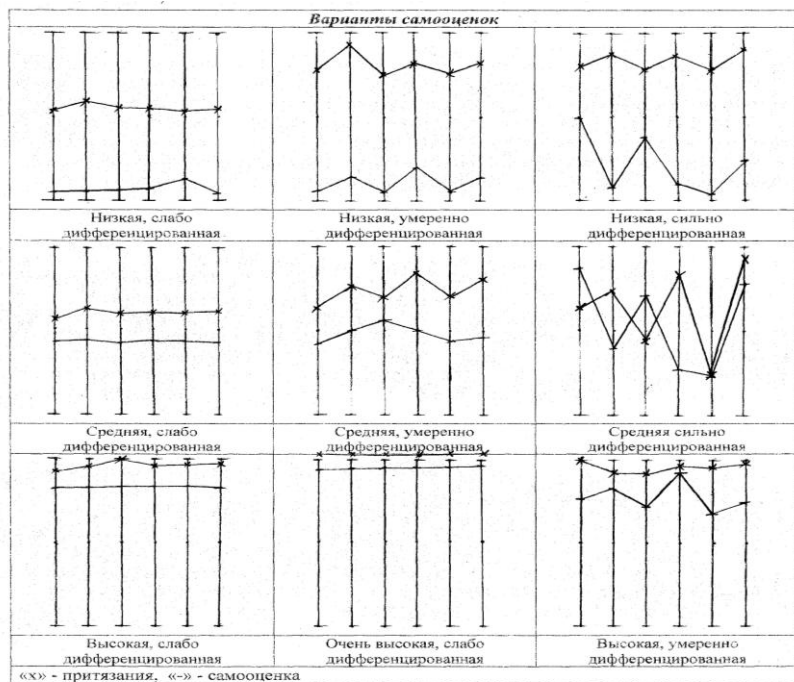 Варианты самооценок
Низкая, слабо
дифференцированная
Низкая, умеренно
дифференцированная
Низкая, сильно
дифференцированная
Средняя, слабо
дифференцированная
Средняя, умеренно
дифференцированная
Средняя сильно
дифференцированная
Высокая, слабо
дифференцированная
Очень высокая, слабо
дифференцированная
Высокая, умеренно
дифференцированная
«x» - притязания, «-» - самооценка